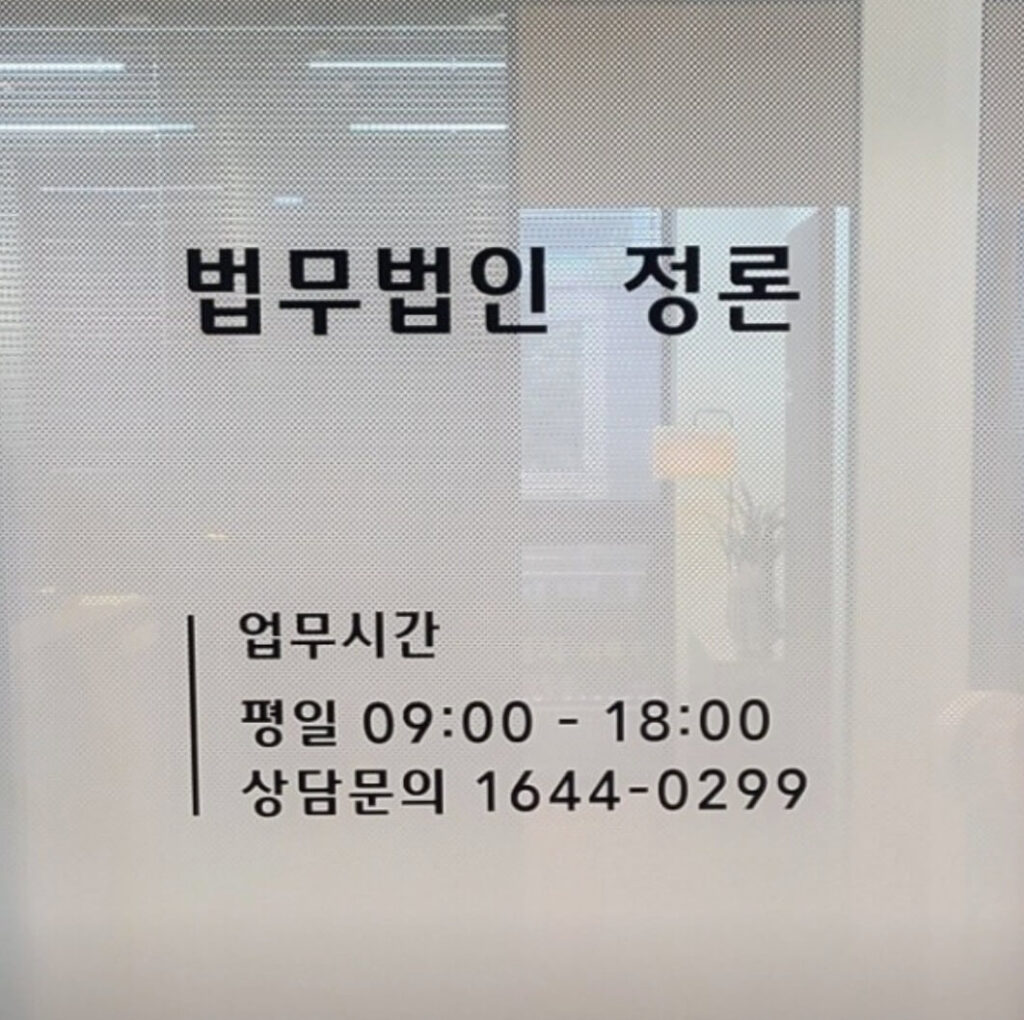 법무법인 정론
업무시간
평일 09:00 - 18:00
상담문의 1644-0299